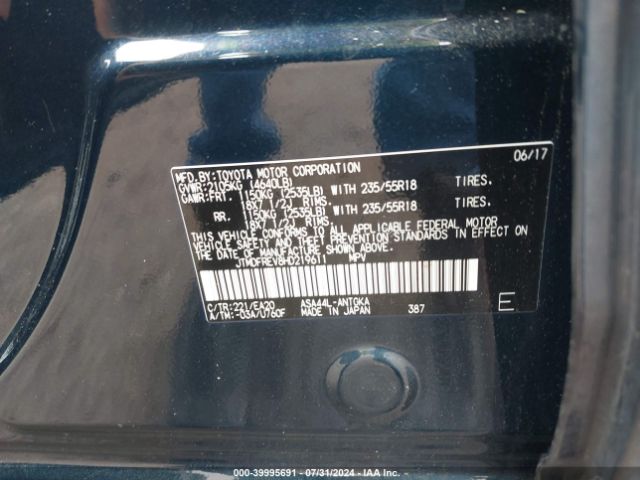 MFD.BY:TOYOTA MOTOR CORPORATION 06/17
GVWR:2105KG (4640LB)
GAWR:FRT. 1150KG (2535LB) WITH 235/55R18 TIRES.
18X7 1/2J RIMS.
RR. 1150KG (2535LB) WITH 235/55R18 TIRES.
18X7 1/2J RIMS.
THIS VEHICLE CONFORMS TO ALL APPLICABLE FEDERAL MOTOR
VEHICLE SAFETY AND THEFT PREVENTION STANDARDS IN EFFECT ON
THE DATE OF MANUFACTURE SHOWN ABOVE.
JTMDFREV8HD219611 MPV
C/TR:221/EA20 ASA44L-ANTGKA
A/TM:-03A/U760F MADE IN JAPAN 387 E
000-39995691 - 07/31/2024 - IAA Inc.